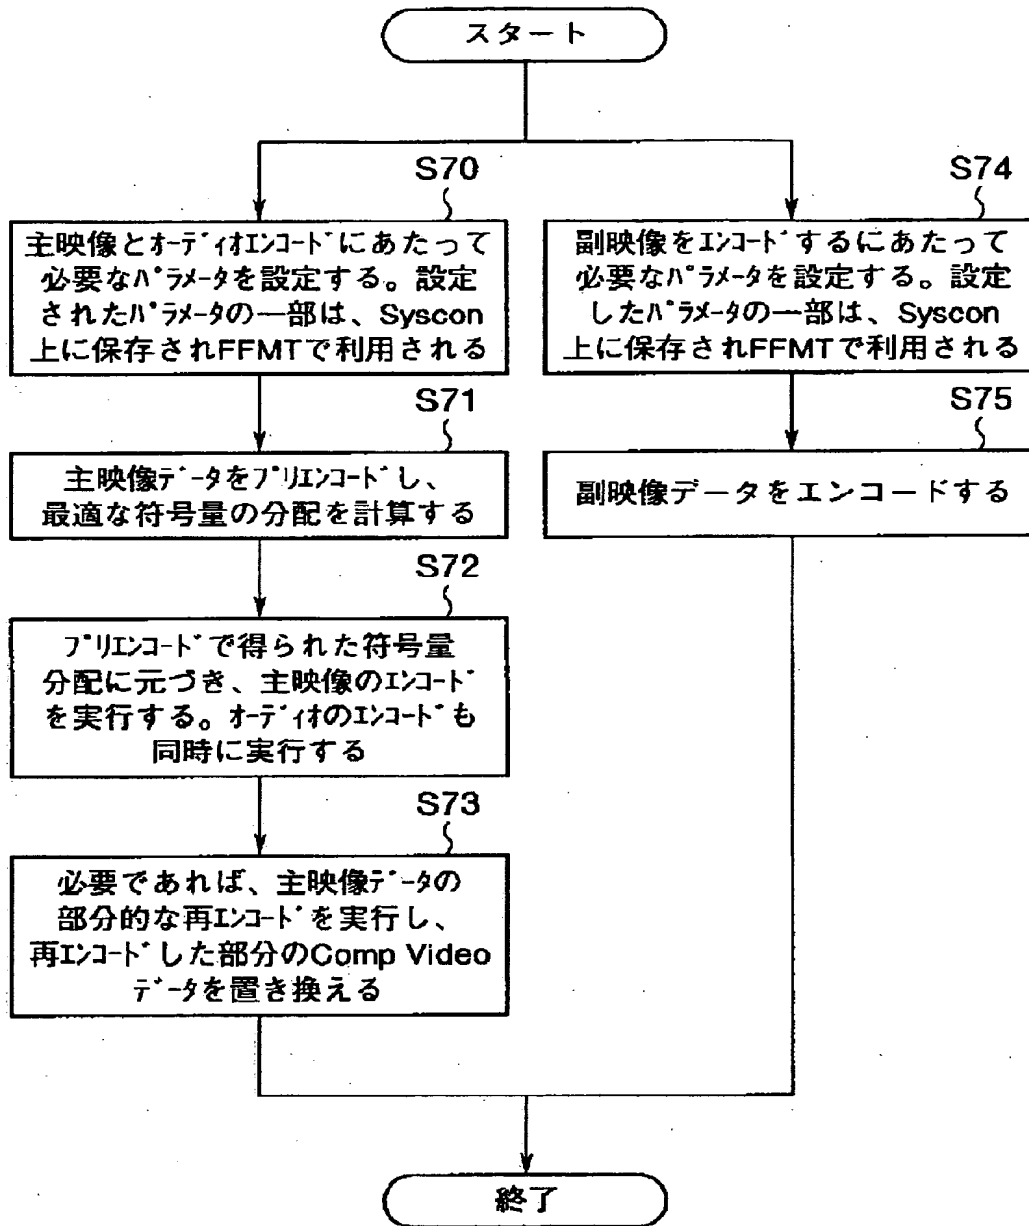 スタート
S70
主映像とｵｰﾃﾞｨｵｴﾝｺｰﾄﾞにあたって
必要なﾊﾟﾗﾒｰﾀを設定する。設定
されたﾊﾟﾗﾒｰﾀの一部は、Syscon
上に保存されFFMTで利用される
S71
主映像ﾃﾞｰﾀをﾌﾟﾘｴﾝｺｰﾄﾞし、
最適な符号量の分配を計算する
S72
ﾌﾟﾘｴﾝｺｰﾄﾞで得られた符号量
分配に元づき、主映像のｴﾝｺｰﾄﾞ
を実行する。ｵｰﾃﾞｨｵのｴﾝｺｰﾄﾞも
同時に実行する
S73
必要であれば、主映像ﾃﾞｰﾀの
部分的な再ｴﾝｺｰﾄﾞを実行し、
再ｴﾝｺｰﾄﾞした部分のComp Video
ﾃﾞｰﾀを置き換える
S74
副映像をｴﾝｺｰﾄﾞするにあたって
必要なﾊﾟﾗﾒｰﾀを設定する。設定
したﾊﾟﾗﾒｰﾀの一部は、Syscon
上に保存されFFMTで利用される
S75
副映像データをエンコードする
終了